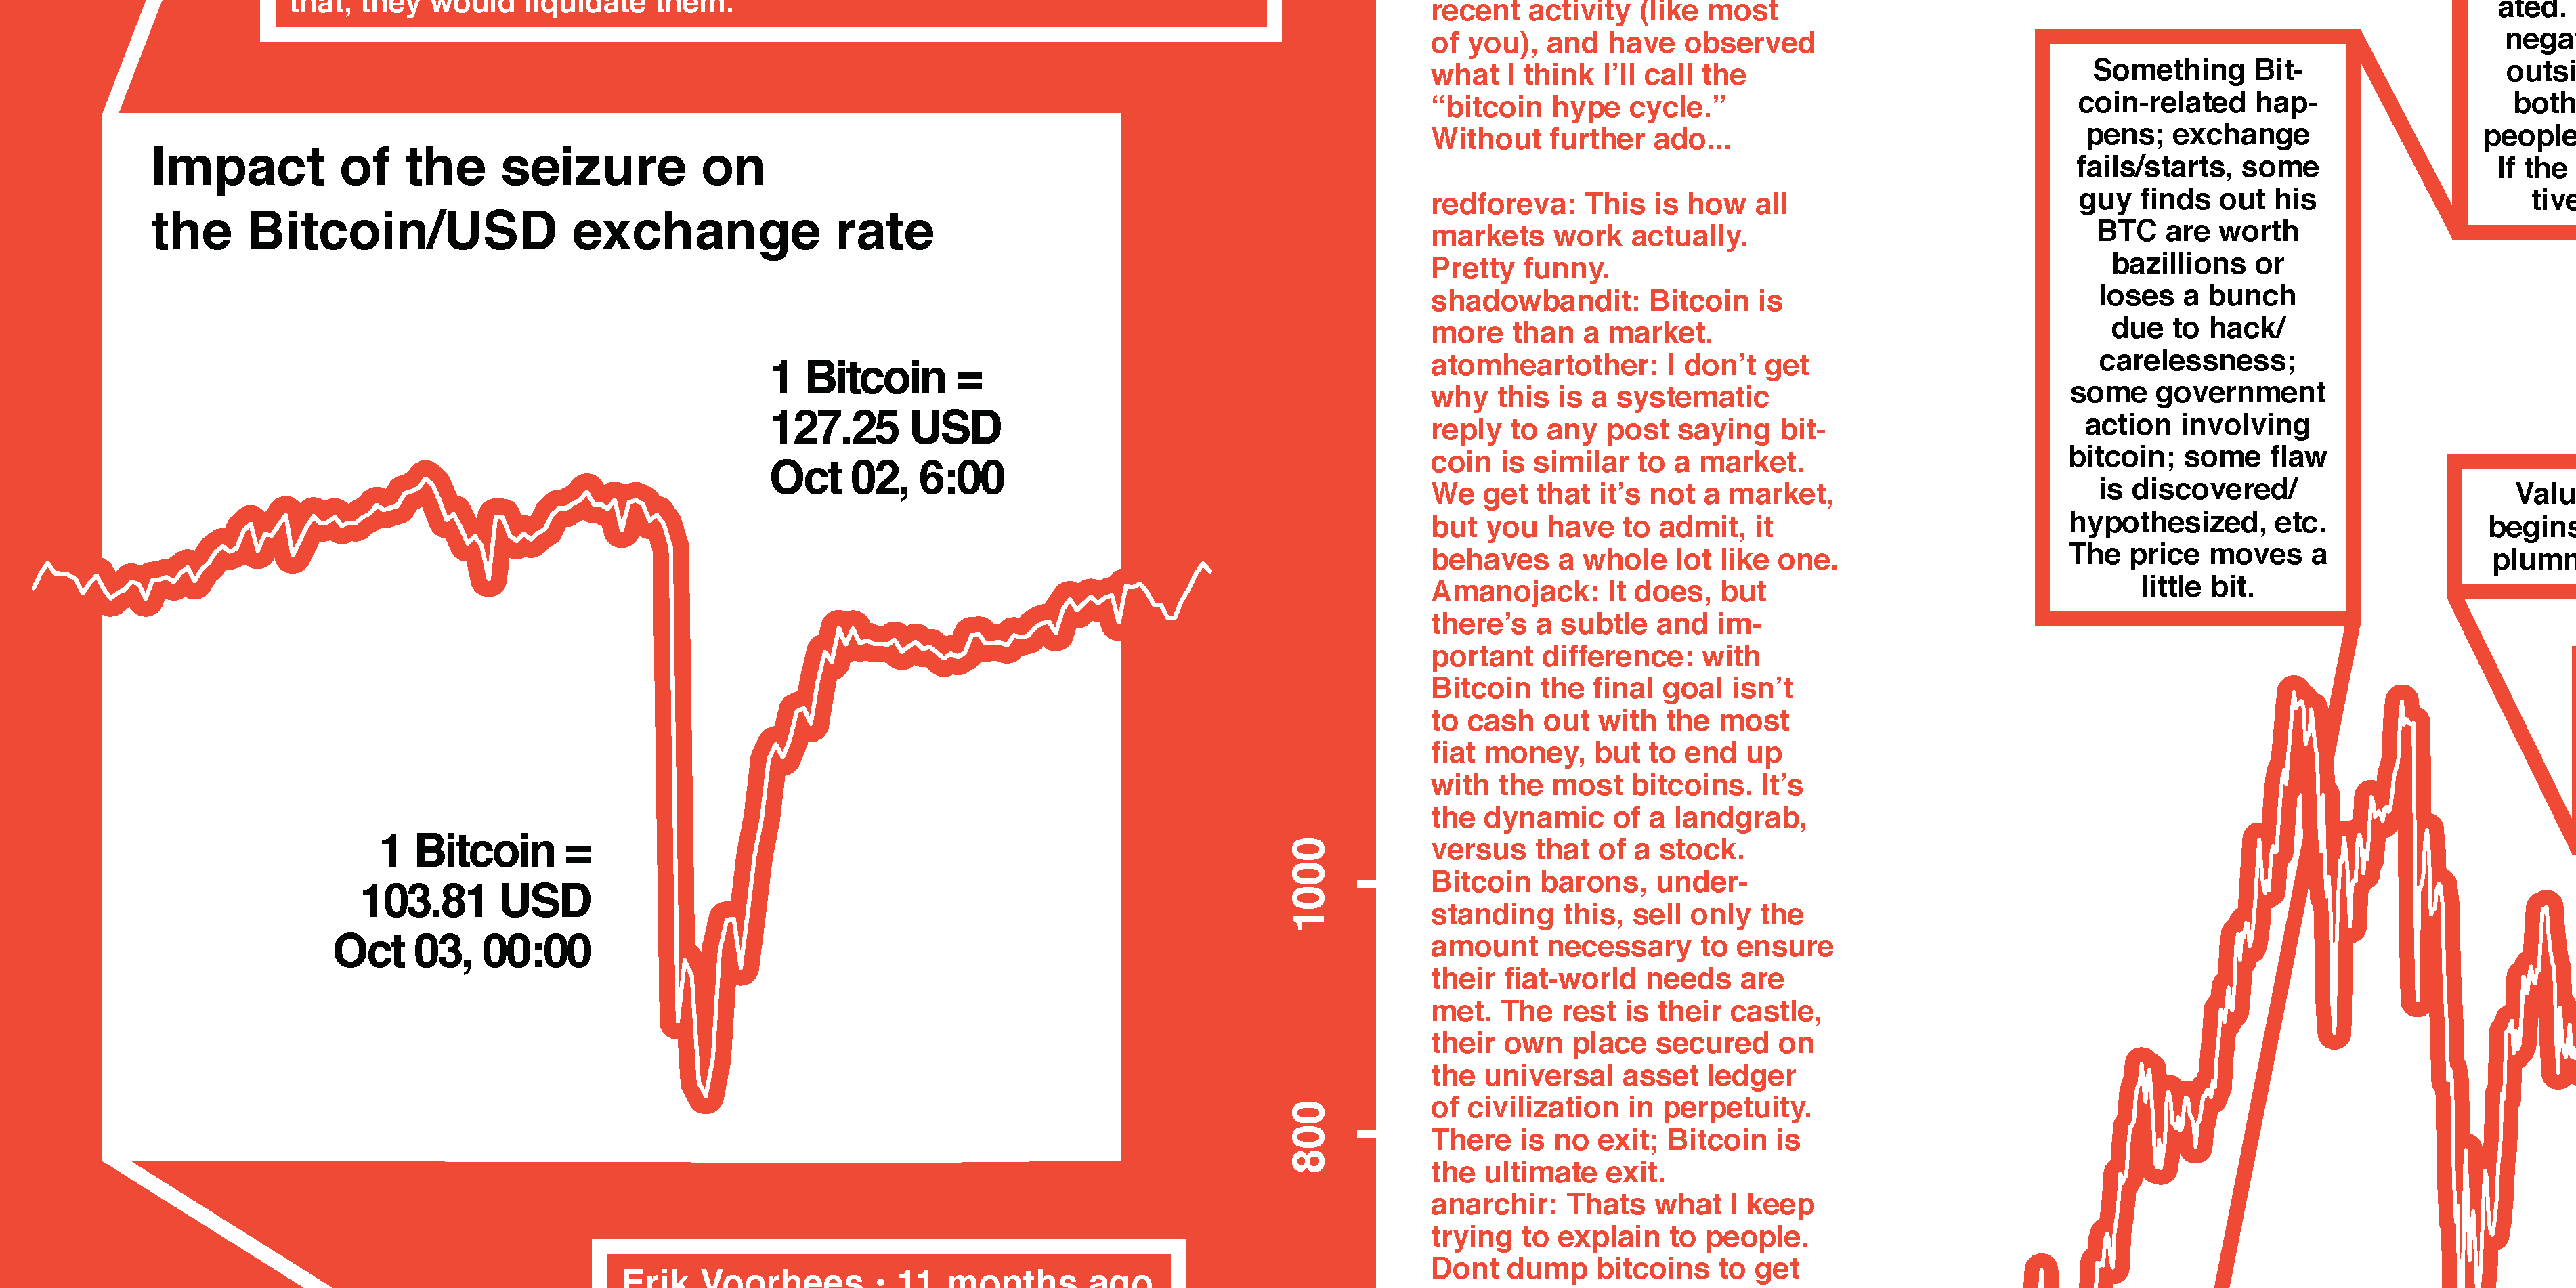 that, they would liquidate them.
Impact of the seizure on
the Bitcoin/USD exchange rate
1 Bitcoin =
127.25 USD
Oct 02, 6:00
1 Bitcoin =
103.81 USD
Oct 03, 00:00
Erik Voorhees • 11 months ago
1000
800
recent activity (like most
of you), and have observed
what I think I’ll call the
“bitcoin hype cycle.”
Without further ado...
redforeva: This is how all
markets work actually.
Pretty funny.
shadowbandit: Bitcoin is
more than a market.
atomheartother: I don’t get
why this is a systematic
reply to any post saying bit-
coin is similar to a market.
We get that it’s not a market,
but you have to admit, it
behaves a whole lot like one.
Amanojack: It does, but
there’s a subtle and im-
portant difference: with
Bitcoin the final goal isn’t
to cash out with the most
fiat money, but to end up
with the most bitcoins. It’s
the dynamic of a landgrab,
versus that of a stock.
Bitcoin barons, under-
standing this, sell only the
amount necessary to ensure
their fiat-world needs are
met. The rest is their castle,
their own place secured on
the universal asset ledger
of civilization in perpetuity.
There is no exit; Bitcoin is
the ultimate exit.
anarchir: Thats what I keep
trying to explain to people.
Dont dump bitcoins to get
Something Bit-
coin-related hap-
pens; exchange
fails/starts, some
guy finds out his
BTC are worth
bazillions or
loses a bunch
due to hack/
carelessness;
some government
action involving
bitcoin; some flaw
is discovered/
hypothesized, etc.
The price moves a
little bit.
ated.
nega
outsi
both
people
If the
tive
Valu
begins
plumm